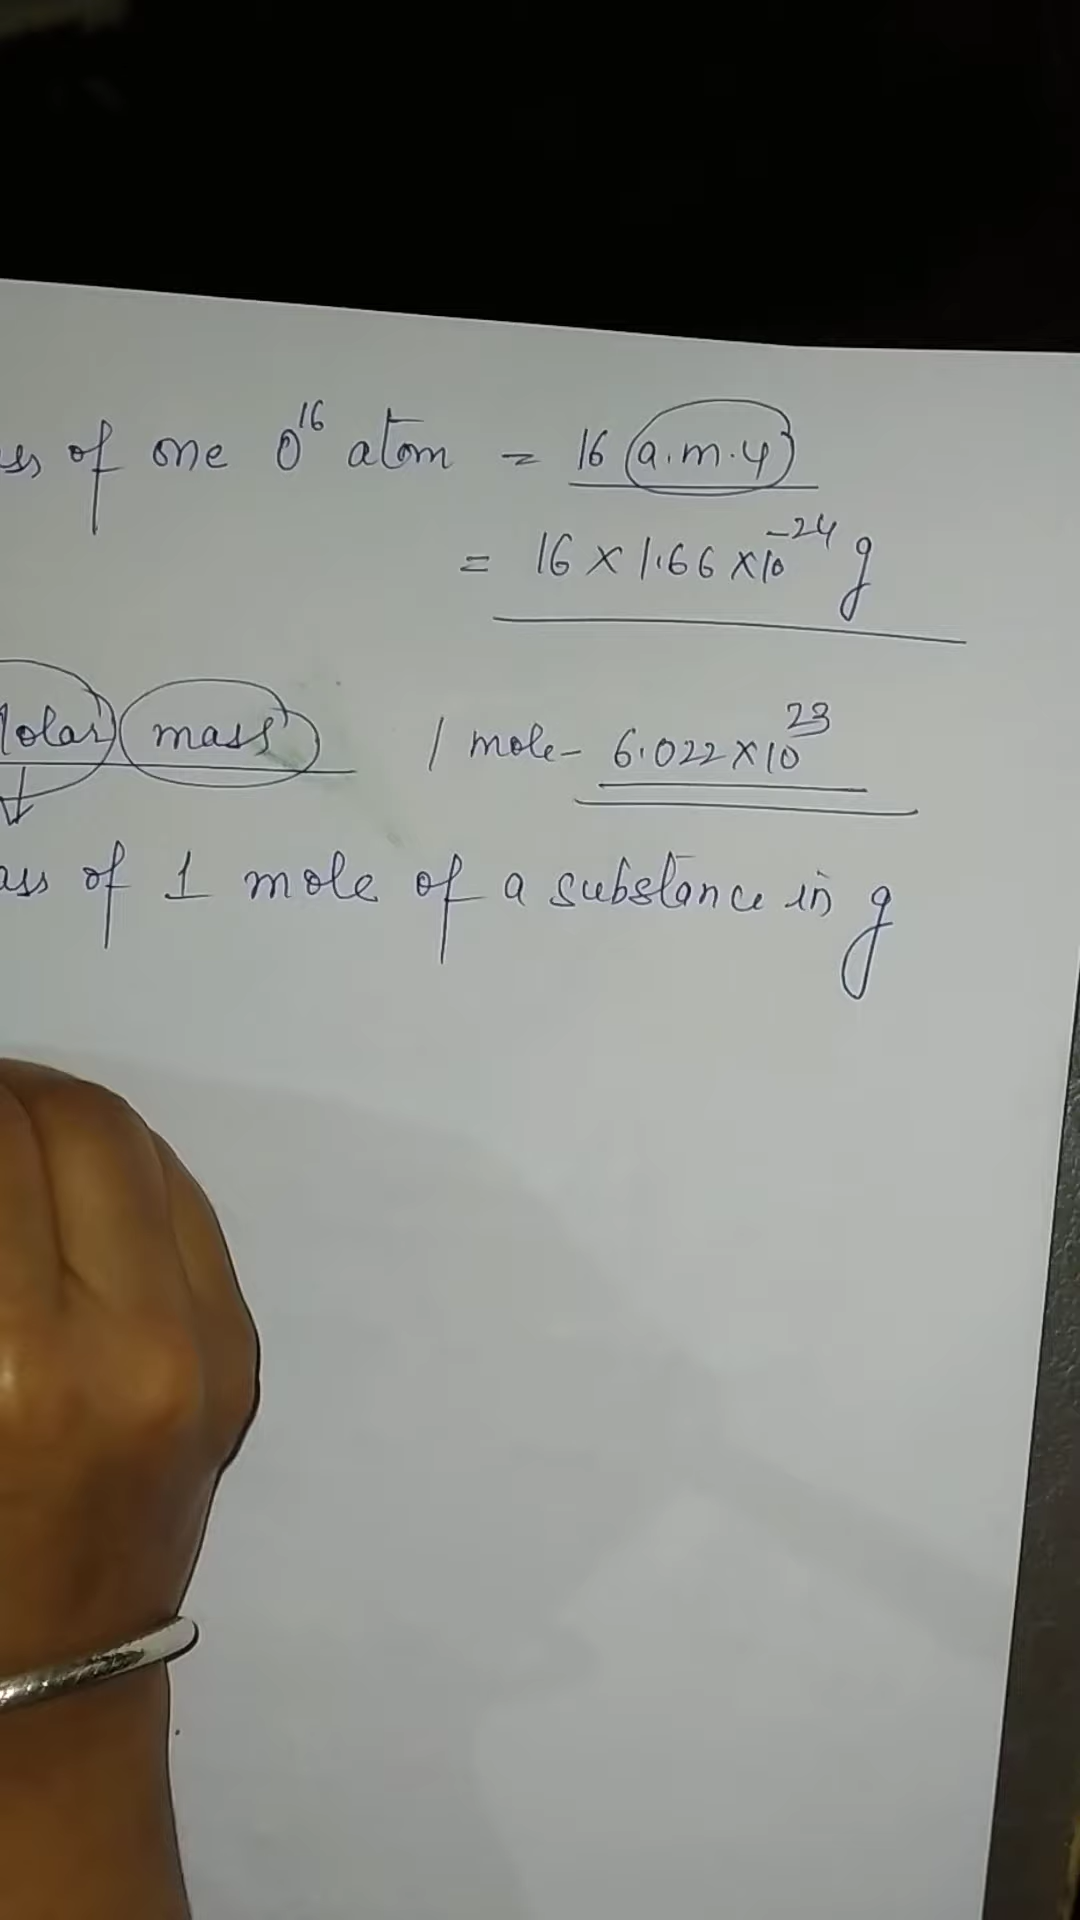 of one O¹⁶ atom = 16 a.m.u
= 16 × 1.66 × 10⁻²⁴ g
mass 1 mole - 6.022 × 10²³
of 1 mole of a substance in g